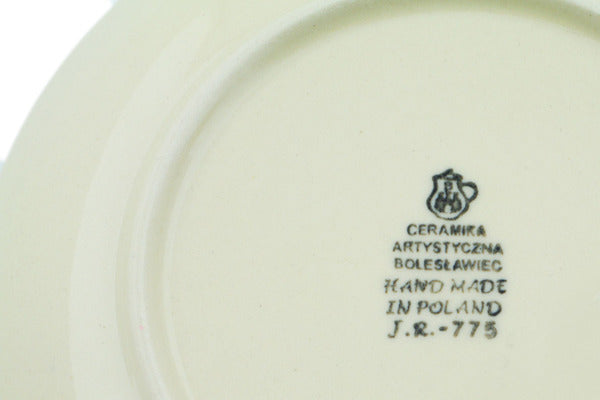 CERAMIKA
ARTYSTYCZNA
BOLESŁAWIEC
HAND MADE
IN POLAND
J.R.-775